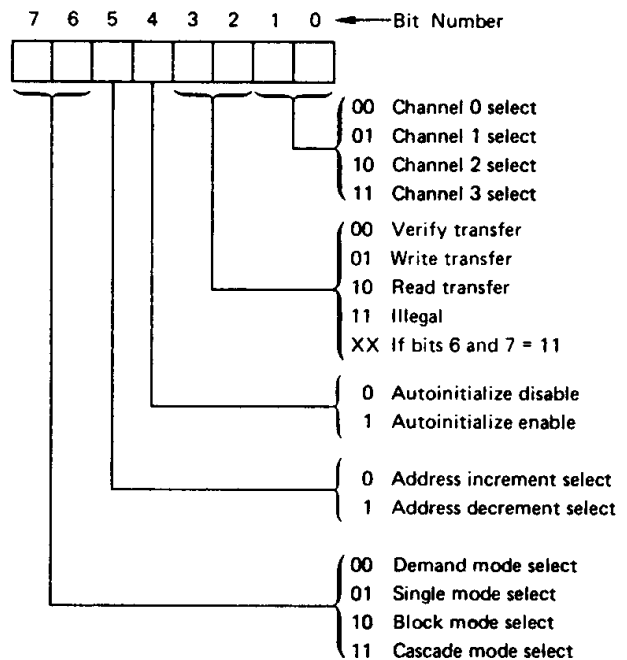 7 6 5 4 3 2 1 0 Bit Number
00 Channel 0 select
01 Channel 1 select
10 Channel 2 select
11 Channel 3 select
00 Verify transfer
01 Write transfer
10 Read transfer
11 Illegal
XX If bits 6 and 7 = 11
0 Autoinitialize disable
1 Autoinitialize enable
0 Address increment select
1 Address decrement select
00 Demand mode select
01 Single mode select
10 Block mode select
11 Cascade mode select